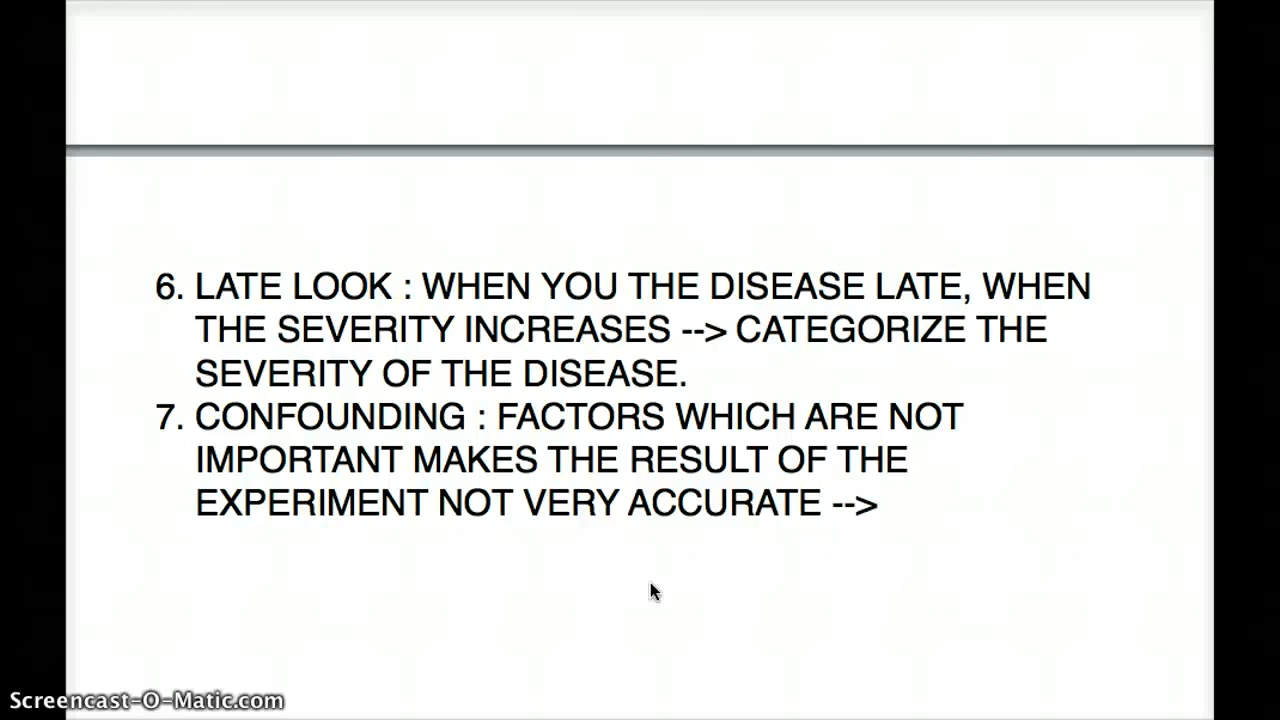 6. LATE LOOK : WHEN YOU THE DISEASE LATE, WHEN
THE SEVERITY INCREASES --> CATEGORIZE THE
SEVERITY OF THE DISEASE.
7. CONFOUNDING : FACTORS WHICH ARE NOT
IMPORTANT MAKES THE RESULT OF THE
EXPERIMENT NOT VERY ACCURATE -->
Screencast-O-Matic.com